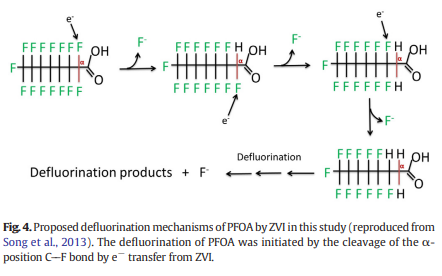 e⁻
e⁻
F F F F F F F OH
F⁻
F F F F F F H OH
F⁻
F F F F F F H OH
F α O
F α O
F α O
F F F F F F F
F F F F F F F
F F F F F F H
e⁻
F⁻
Defluorination products + F⁻
Defluorination
F F F F F H H OH
F α O
F F F F F F H
Fig. 4. Proposed defluorination mechanisms of PFOA by ZVI in this study (reproduced from
Song et al., 2013). The defluorination of PFOA was initiated by the cleavage of the α-
position C—F bond by e⁻ transfer from ZVI.